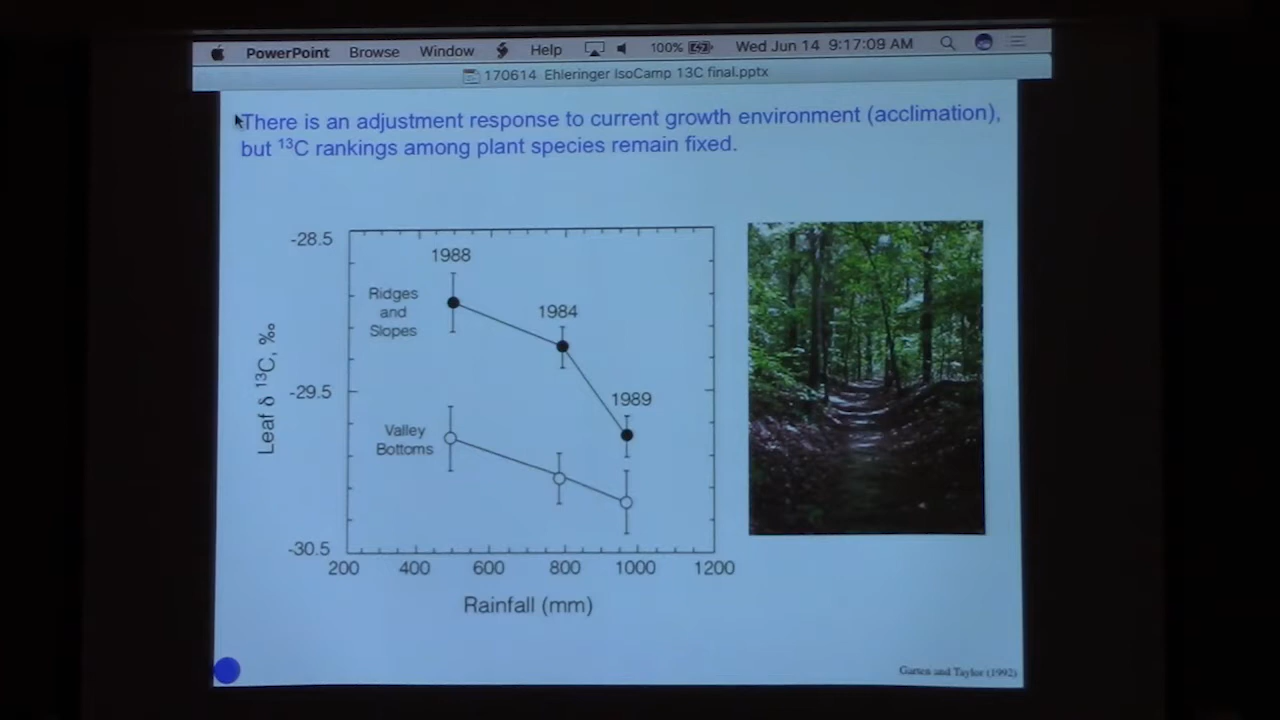 PowerPoint Browse Window Help 100% Wed Jun 14 9:17:09 AM
170614 Ehleringer IsoCamp 13C final.pptx
There is an adjustment response to current growth environment (acclimation),
but ¹³C rankings among plant species remain fixed.
-28.5
-29.5
-30.5
Leaf δ ¹³C, ‰
1988
1984
1989
Ridges
and
Slopes
Valley
Bottoms
200 400 600 800 1000 1200
Rainfall (mm)
Garten and Taylor (1992)